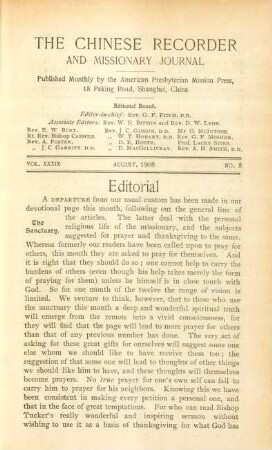 THE CHINESE RECORDER
AND MISSIONARY JOURNAL
Published Monthly by the American Presbyterian Mission Press,
18 Peking Road, Shanghai, China
Editorial Board.
Editor-in-chief: Rev. G. F. FITCH, D.D.
Associate Editors: Rev. W. N. BITTON and Rev. D. W. LYON.
Rev. E. W. BURT. Rev. J. C. GIBSON, D.D. Mr. G. McINTOSH.
Rt. Rev. Bishop CASSELS. „ W. T. HOBART, D.D. Rev. G. F. MOSHER.
Rev. A. FOSTER. „ D. E. HOSTE. Prof. LACEY SITES.
„ J. C. GARRITT, D.D. „ D. MACGILLIVRAY. Rev. A. H. SMITH, D.D.
VOL. XXXIX AUGUST, 1908 NO. 8
Editorial
A DEPARTURE from our usual custom has been made in our
devotional page this month, following out the general line of
The Sanctuary. the articles. The latter deal with the personal
religious life of the missionary, and the subjects
suggested for prayer and thanksgiving to the same.
Whereas formerly our readers have been called upon to pray for
others, this month they are asked to pray for themselves. And
it is right that they should do so; one cannot help to carry the
burdens of others (even though his help takes merely the form
of praying for them) unless he himself is in close touch with
God. So for one month of the twelve the range of vision is
limited. We venture to think, however, that to those who use
the sanctuary this month a deep and wonderful spiritual truth
will emerge from the remote into a vivid consciousness, for
they will find that the page will lead to more prayer for others
than that of any previous number has done. The very act of
asking for these great gifts for ourselves will suggest some one
else whom we should like to have receive them too; the
suggestion of that some one will lead to thoughts of other things
we should like him to have, and these thoughts will themselves
become prayers. No true prayer for one's own self can fail to
carry him to prayer for his neighbors. Knowing this we have
been consistent in making every petition a personal one, and
that in the face of great temptations. For who can read Bishop
Tucker's really wonderful and inspiring sermon without
wishing to use it as a basis of thanksgiving for what God has